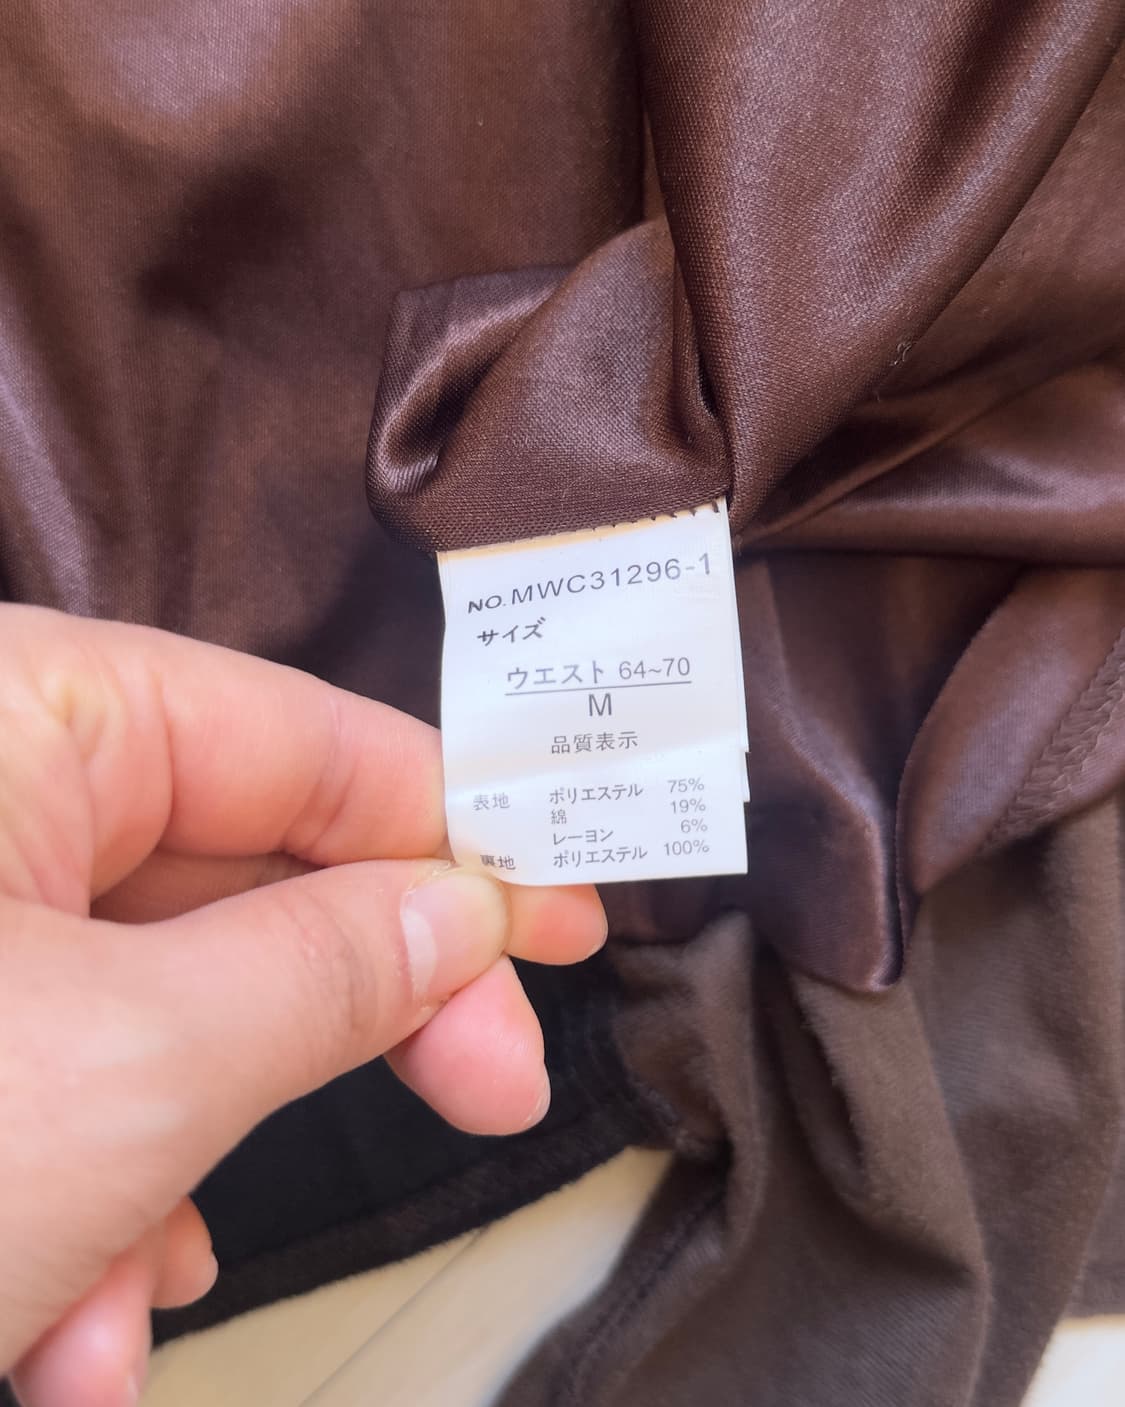 NO.MWC31296-1
サイズ
ウエスト 64~70
M
品質表示
表地 ポリエステル 75%
綿 19%
レーヨン 6%
裏地 ポリエステル 100%